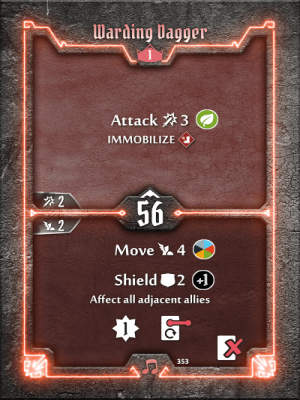 Warding Dagger
1
Attack 3
IMMOBILIZE
2
56
2
Move 4
Shield 2 +1
Affect all adjacent allies
1
353